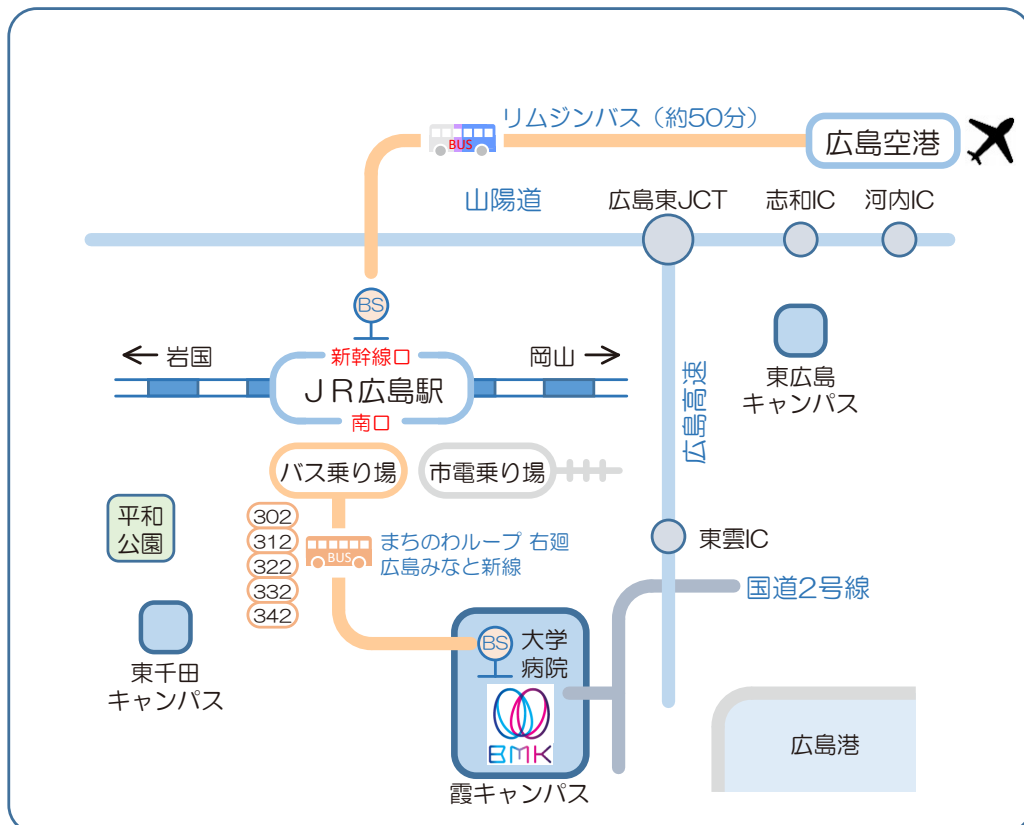 リムジンバス（約50分）
BUS
広島空港
山陽道
広島東JCT
志和IC
河内IC
BS
新幹線口
岩国
岡山
JR広島駅
南口
東広島
キャンパス
広島高速
バス乗り場
市電乗り場
平和
公園
302
312
322
332
342
BUS
まちのわループ 右廻
広島みなと新線
東雲IC
国道2号線
BS
大学
病院
BMK
霞キャンパス
東千田
キャンパス
広島港